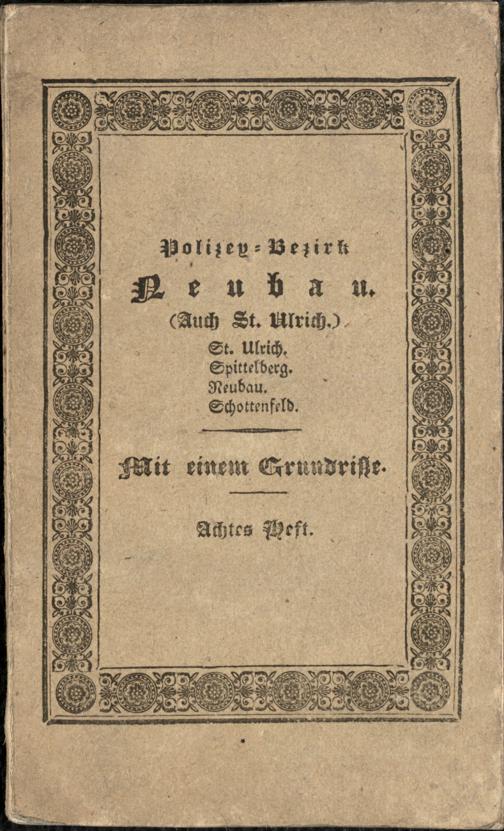 Polizey-Bezirk
Neubau.
(Auch St. Ulrich.)
St. Ulrich.
Spittelberg.
Neubau.
Schottenfeld.
Mit einem Grundrisse.
Achtes Heft.